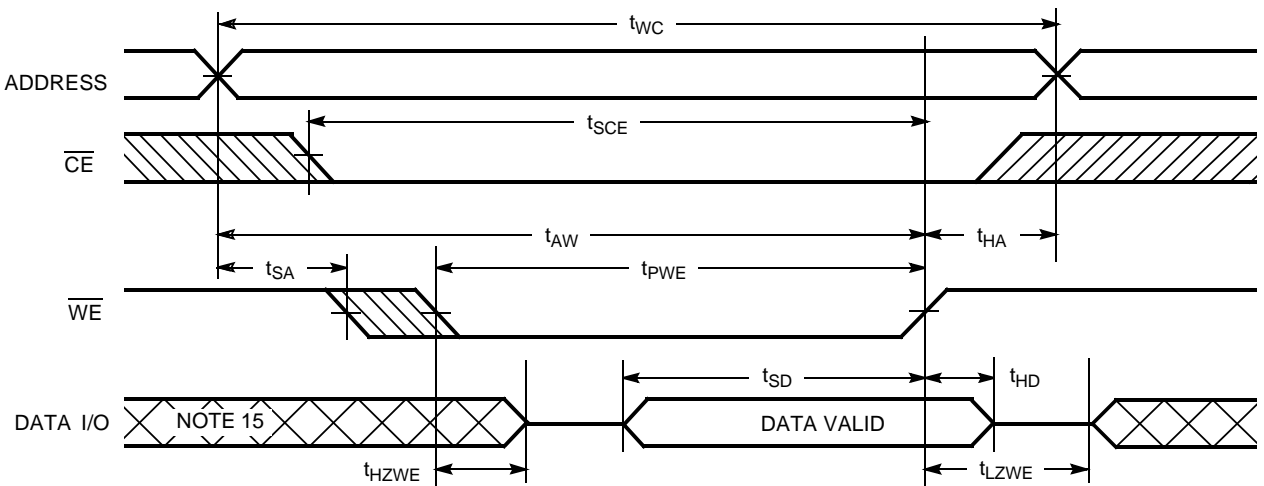 tWC
ADDRESS
tSCE
CE
tAW
tHA
tSA
tPWE
WE
tSD
tHD
DATA I/O
NOTE 15
DATA VALID
tHZWE
tLZWE